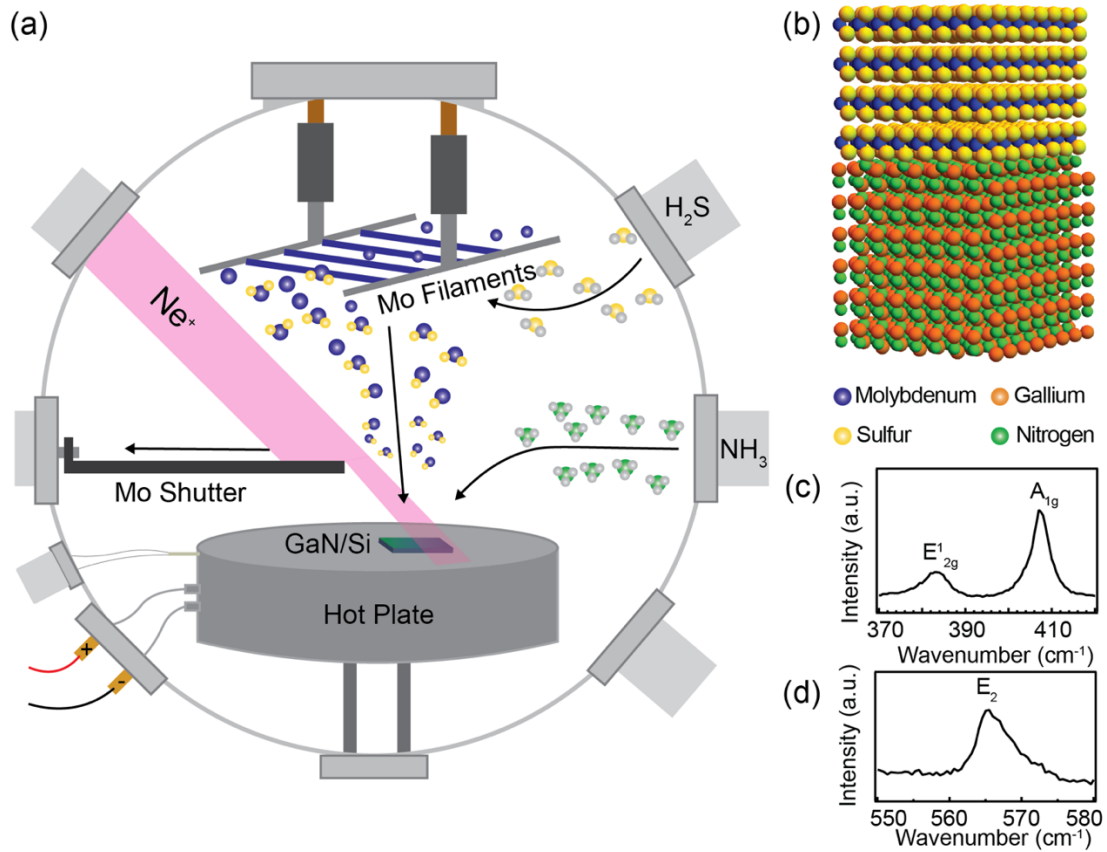 (a)
H₂S
Ne+
Mo Filaments
NH₃
Mo Shutter
GaN/Si
Hot Plate
+
-
(b)
Molybdenum
Gallium
Sulfur
Nitrogen
(c)
Intensity (a.u.)
E¹2g
A1g
370 390 410
Wavenumber (cm⁻¹)
(d)
Intensity (a.u.)
E₂
550 560 570 580
Wavenumber (cm⁻¹)